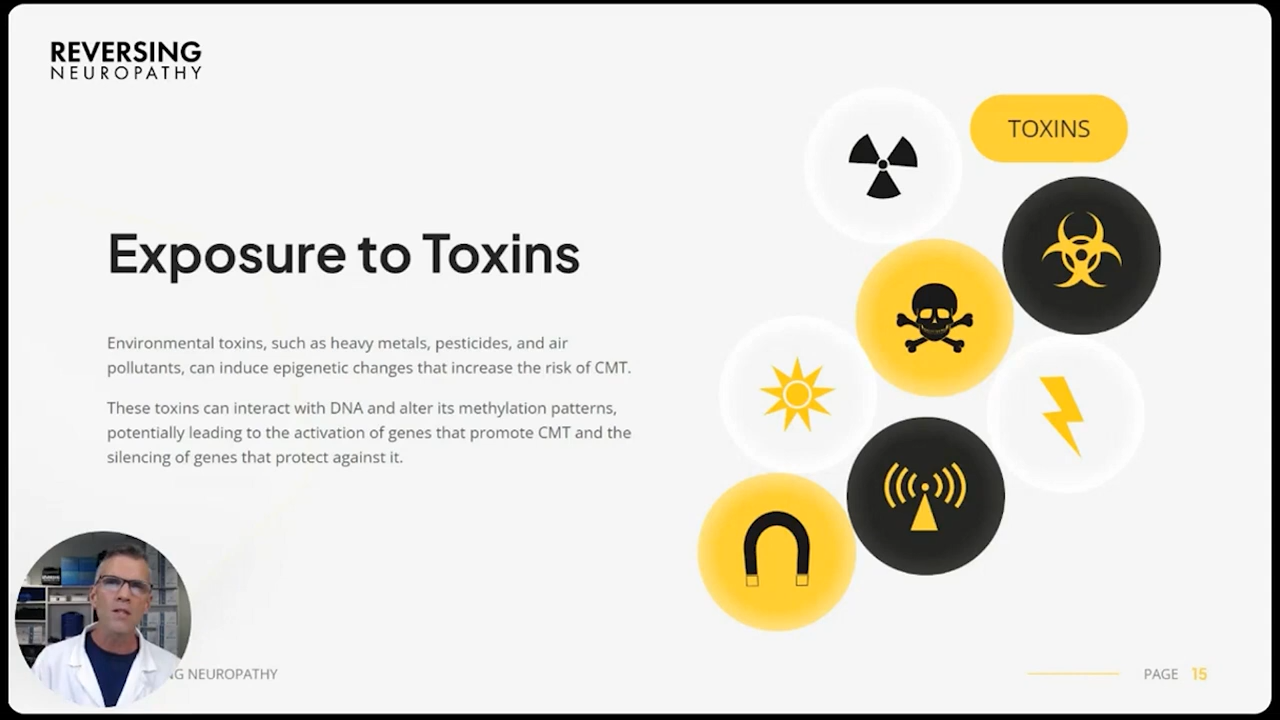 REVERSING
NEUROPATHY
TOXINS
Exposure to Toxins
Environmental toxins, such as heavy metals, pesticides, and air
pollutants, can induce epigenetic changes that increase the risk of CMT.
These toxins can interact with DNA and alter its methylation patterns,
potentially leading to the activation of genes that promote CMT and the
silencing of genes that protect against it.
NEUROPATHY
PAGE 15